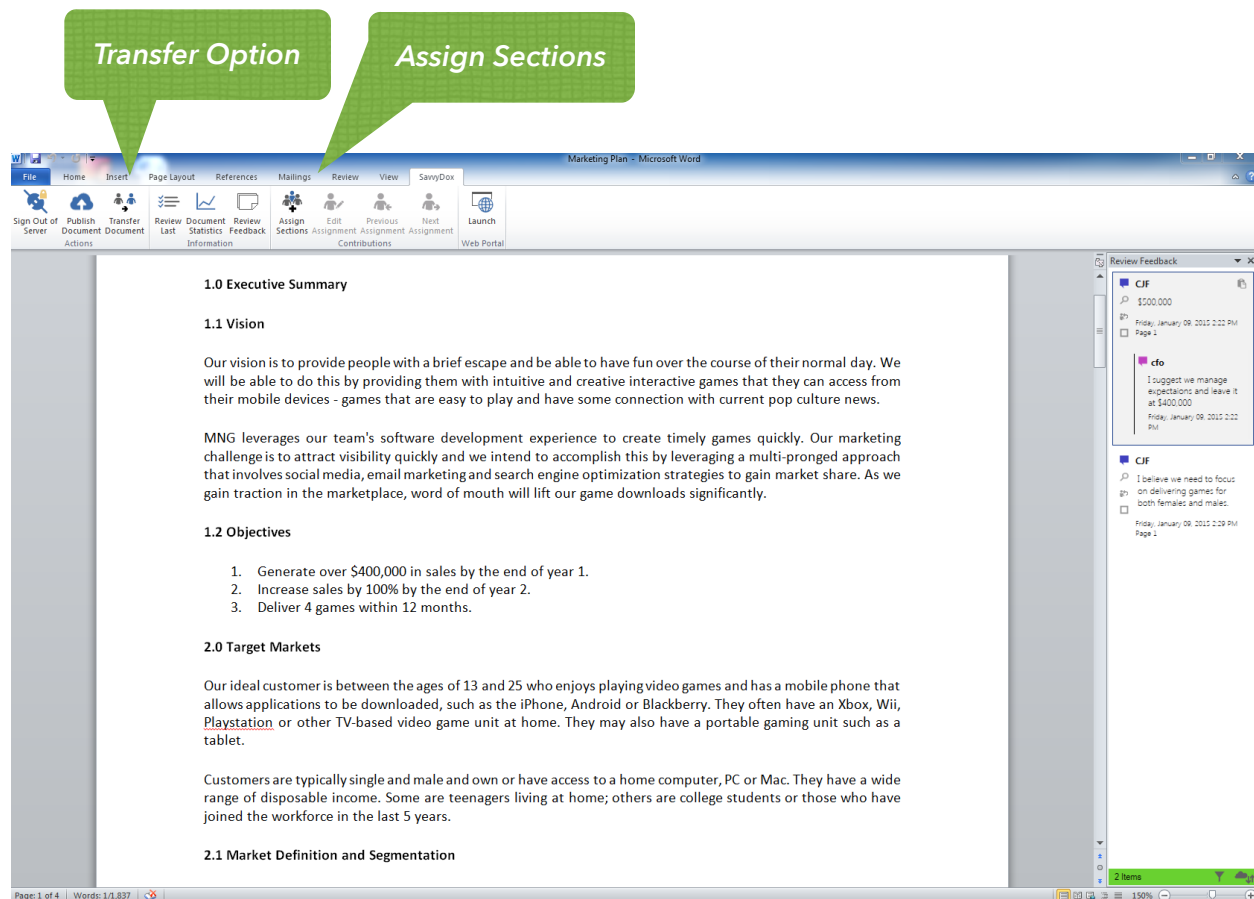 Transfer Option
Assign Sections
Marketing Plan - Microsoft Word
File Home Insert Page Layout References Mailings Review View SavvyDox
Sign Out of Server
Publish Document
Transfer Document
Actions
Review Last
Document Statistics
Review Feedback
Information
Assign Sections
Edit Assignment
Previous Assignment
Next Assignment
Contributions
Launch
Web Portal
1.0 Executive Summary
1.1 Vision
Our vision is to provide people with a brief escape and be able to have fun over the course of their normal day. We
will be able to do this by providing them with intuitive and creative interactive games that they can access from
their mobile devices - games that are easy to play and have some connection with current pop culture news.
MNG leverages our team's software development experience to create timely games quickly. Our marketing
challenge is to attract visibility quickly and we intend to accomplish this by leveraging a multi-pronged approach
that involves social media, email marketing and search engine optimization strategies to gain market share. As we
gain traction in the marketplace, word of mouth will lift our game downloads significantly.
1.2 Objectives
1. Generate over $400,000 in sales by the end of year 1.
2. Increase sales by 100% by the end of year 2.
3. Deliver 4 games within 12 months.
2.0 Target Markets
Our ideal customer is between the ages of 13 and 25 who enjoys playing video games and has a mobile phone that
allows applications to be downloaded, such as the iPhone, Android or Blackberry. They often have an Xbox, Wii,
Playstation or other TV-based video game unit at home. They may also have a portable gaming unit such as a
tablet.
Customers are typically single and male and own or have access to a home computer, PC or Mac. They have a wide
range of disposable income. Some are teenagers living at home; others are college students or those who have
joined the workforce in the last 5 years.
2.1 Market Definition and Segmentation
Review Feedback
CJF
$500,000
Friday, January 09, 2015 2:22 PM
Page 1
cfo
I suggest we manage
expectaions and leave it
at $400,000
Friday, January 09, 2015 2:22
PM
CJF
I believe we need to focus
on delivering games for
both females and males.
Friday, January 09, 2015 2:29 PM
Page 1
2 Items
Page: 1 of 4 Words: 1/1,837
150%